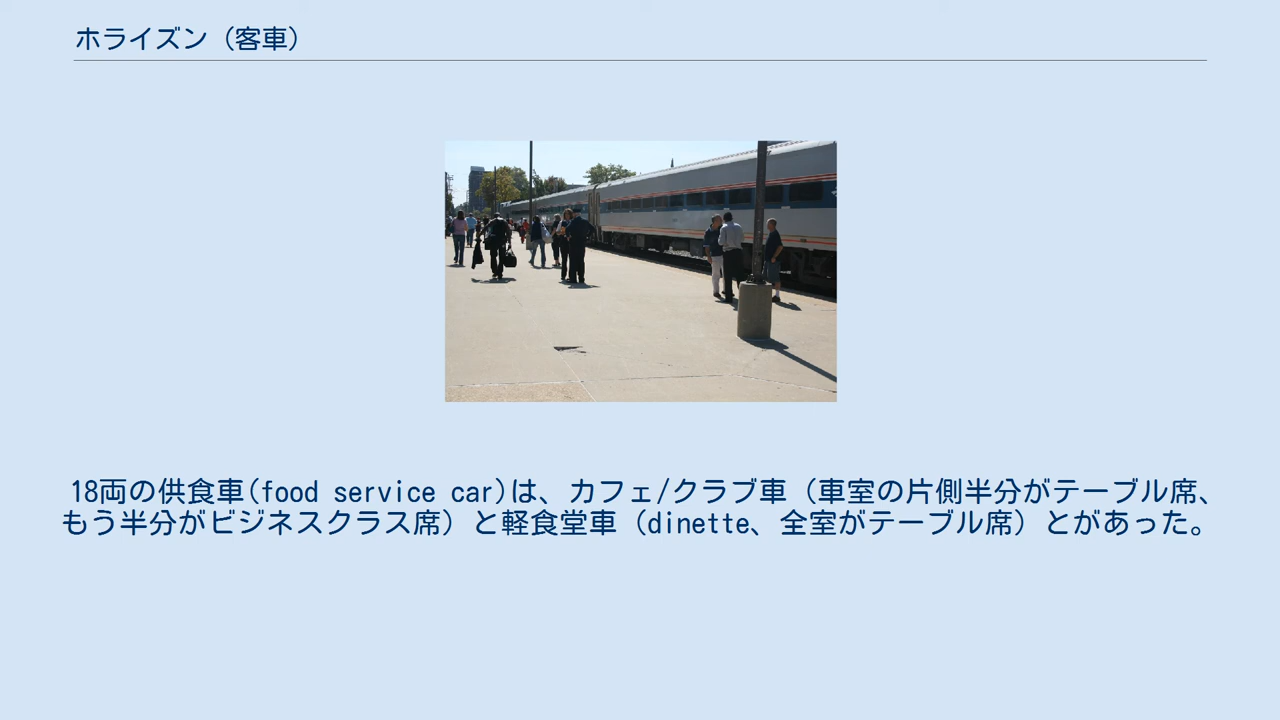 ホライズン（客車）
18両の供食車(food service car)は、カフェ/クラブ車（車室の片側半分がテーブル席、
もう半分がビジネスクラス席）と軽食堂車（dinette、全室がテーブル席）とがあった。